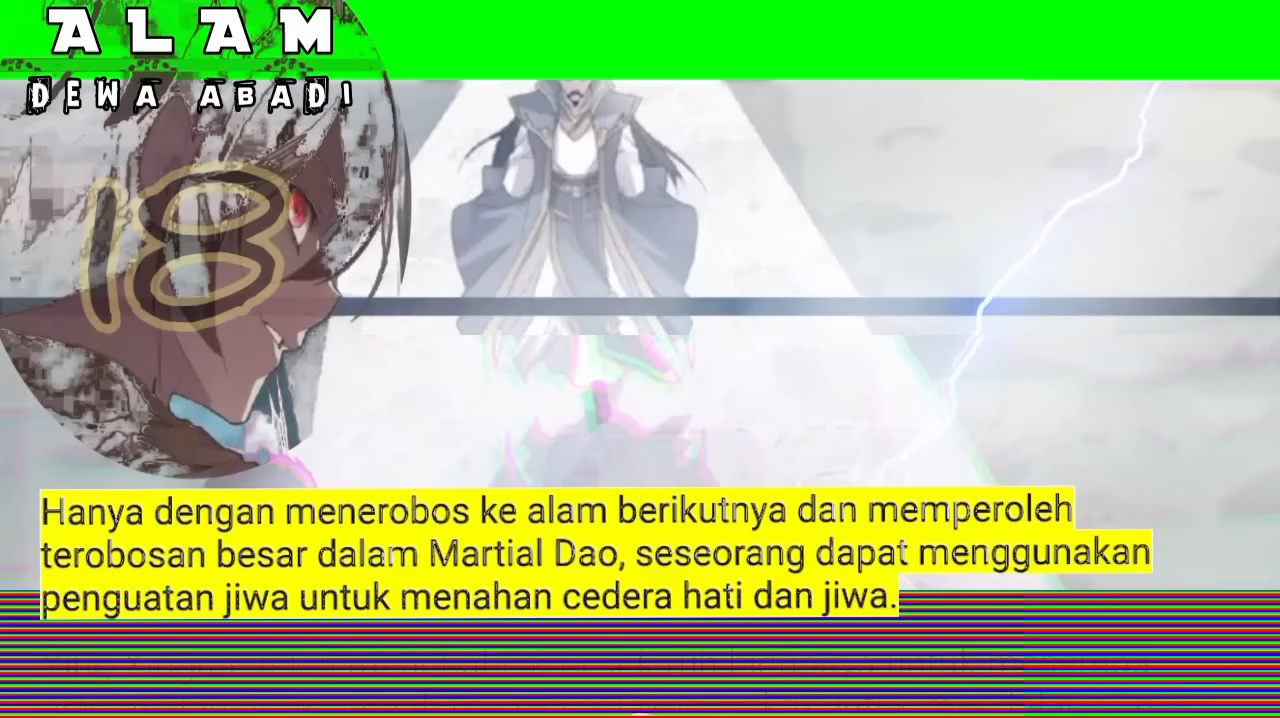 ALAM
DEWA ABADI
18
Hanya dengan menerobos ke alam berikutnya dan memperoleh
terobosan besar dalam Martial Dao, seseorang dapat menggunakan
penguatan jiwa untuk menahan cedera hati dan jiwa.